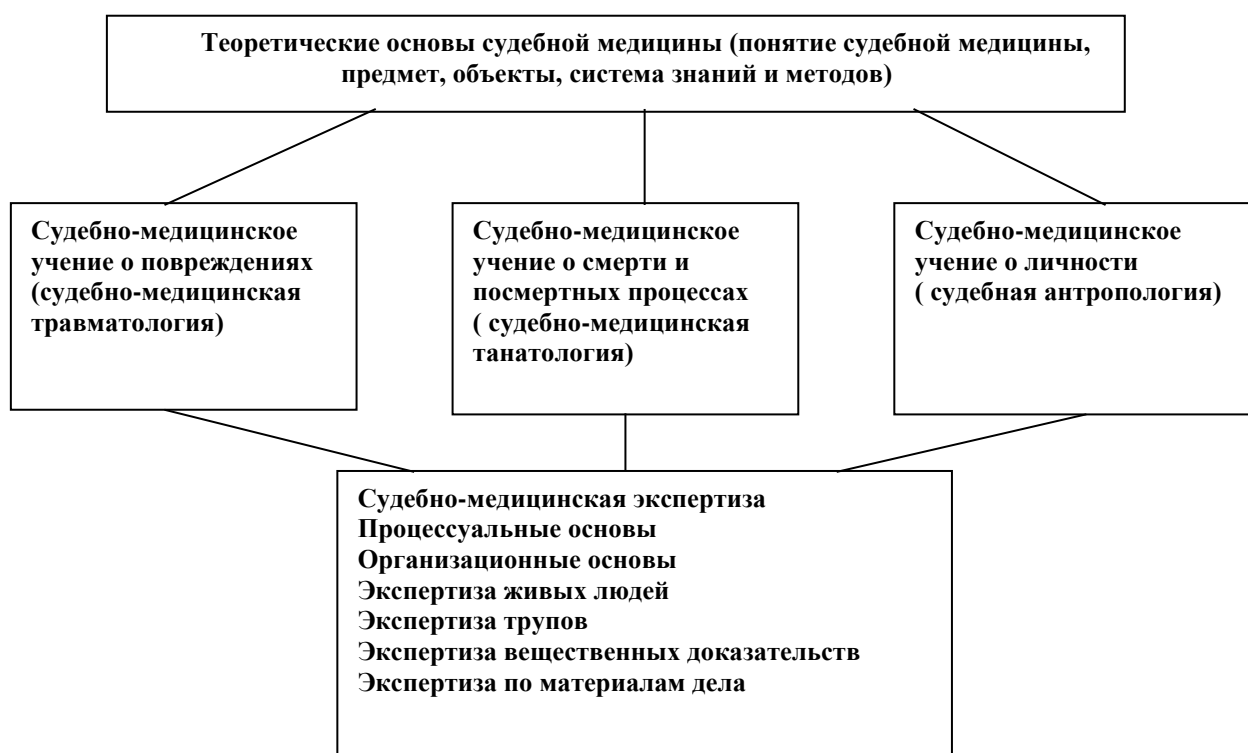 Теоретические основы судебной медицины (понятие судебной медицины,
предмет, объекты, система знаний и методов)
Судебно-медицинское
учение о повреждениях
(судебно-медицинская
травматология)
Судебно-медицинское
учение о смерти и
посмертных процессах
( судебно-медицинская
танатология)
Судебно-медицинское
учение о личности
( судебная антропология)
Судебно-медицинская экспертиза
Процессуальные основы
Организационные основы
Экспертиза живых людей
Экспертиза трупов
Экспертиза вещественных доказательств
Экспертиза по материалам дела